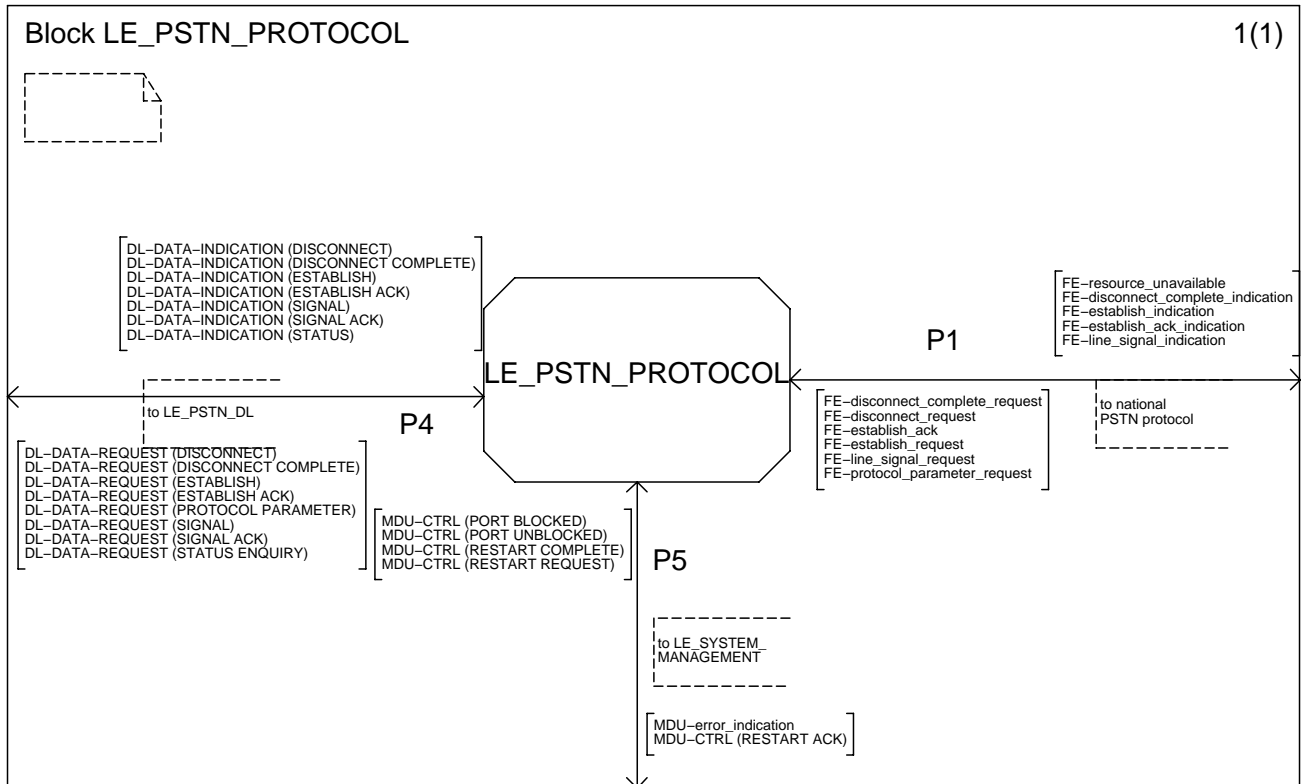 Block LE_PSTN_PROTOCOL
1(1)
DL−DATA−INDICATION (DISCONNECT)
DL−DATA−INDICATION (DISCONNECT COMPLETE)
DL−DATA−INDICATION (ESTABLISH)
DL−DATA−INDICATION (ESTABLISH ACK)
DL−DATA−INDICATION (SIGNAL)
DL−DATA−INDICATION (SIGNAL ACK)
DL−DATA−INDICATION (STATUS)
FE−resource_unavailable
FE−disconnect_complete_indication
FE−establish_indication
FE−establish_ack_indication
FE−line_signal_indication
P1
LE_PSTN_PROTOCOL
to LE_PSTN_DL
P4
FE−disconnect_complete_request
FE−disconnect_request
FE−establish_ack
FE−establish_request
FE−line_signal_request
FE−protocol_parameter_request
to national
PSTN protocol
DL−DATA−REQUEST (DISCONNECT)
DL−DATA−REQUEST (DISCONNECT COMPLETE)
DL−DATA−REQUEST (ESTABLISH)
DL−DATA−REQUEST (ESTABLISH ACK)
DL−DATA−REQUEST (PROTOCOL PARAMETER)
DL−DATA−REQUEST (SIGNAL)
DL−DATA−REQUEST (SIGNAL ACK)
DL−DATA−REQUEST (STATUS ENQUIRY)
MDU−CTRL (PORT BLOCKED)
MDU−CTRL (PORT UNBLOCKED)
MDU−CTRL (RESTART COMPLETE)
MDU−CTRL (RESTART REQUEST)
P5
to LE_SYSTEM_
MANAGEMENT
MDU−error_indication
MDU−CTRL (RESTART ACK)